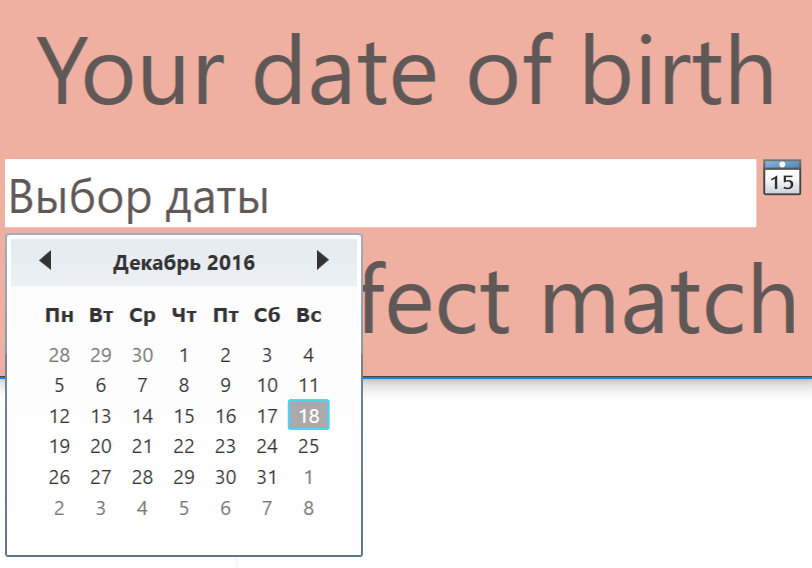 Your date of birth
Выбор даты
15
Декабрь 2016
fect match
Пн Вт Ср Чт Пт Сб Вс
28 29 30 1 2 3 4
5 6 7 8 9 10 11
12 13 14 15 16 17 18
19 20 21 22 23 24 25
26 27 28 29 30 31 1
2 3 4 5 6 7 8